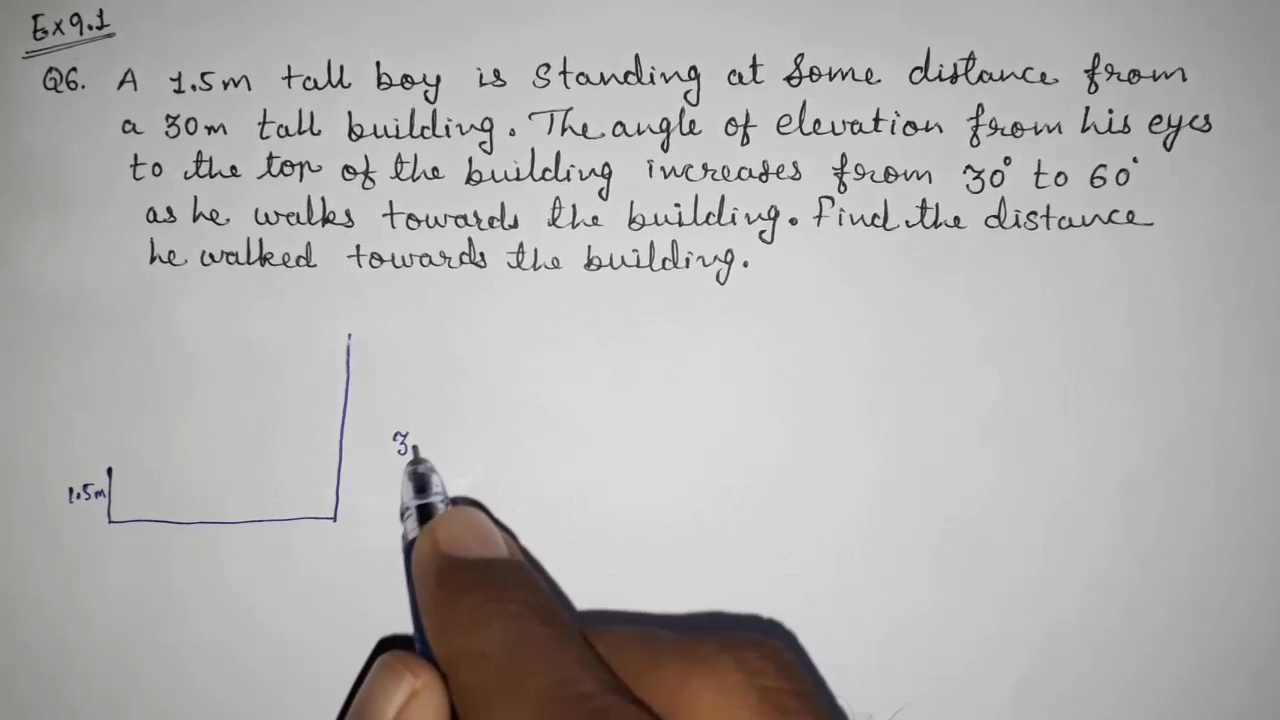 Ex 9.1
Q6. A 1.5m tall boy is standing at some distance from
a 30m tall building. The angle of elevation from his eyes
to the top of the building increases from 30° to 60°
as he walks towards the building. Find the distance
he walked towards the building.
1.5m
3